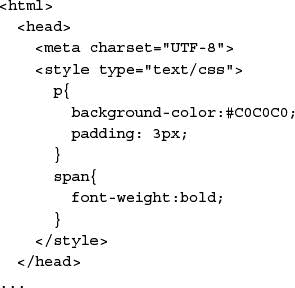 <html>
  <head>
    <meta charset="UTF-8">
    <style type="text/css">
      p{
        background-color:#C0C0C0;
        padding: 3px;
      }
      span{
        font-weight:bold;
      }
    </style>
  </head>
...